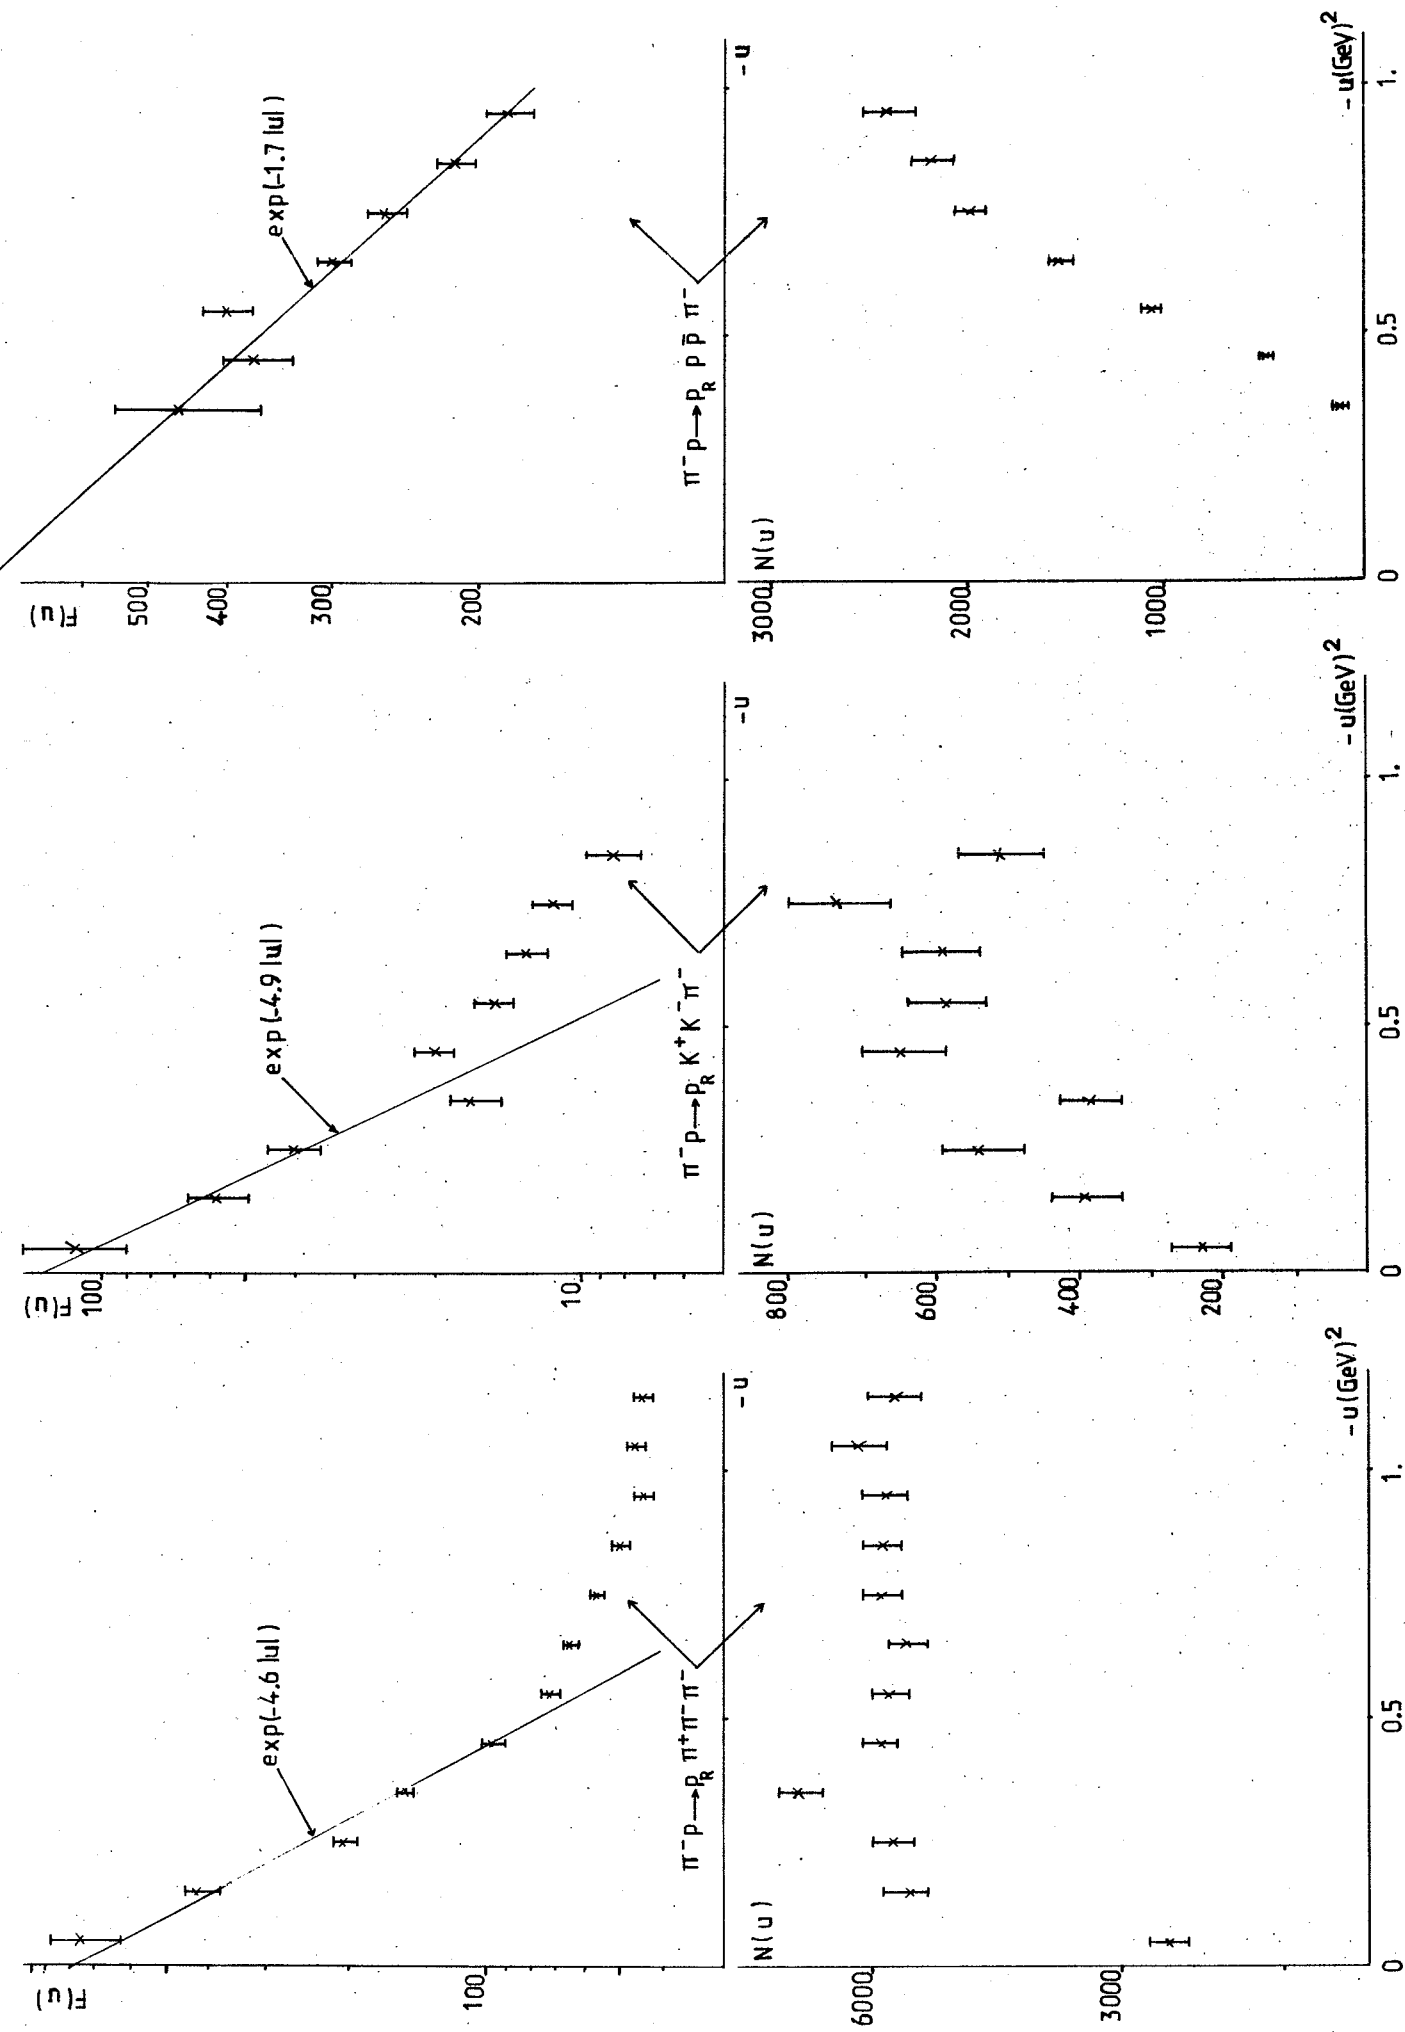 F(u)
100
exp(-4.6 |u|)
-u
π⁻p→p_R π⁺π⁻π⁻
N(u)
6000
3000
0
0.5
1.
-u(GeV)²
F(u)
100
10
exp(-4.9 |u|)
-u
π⁻p→p_R K⁺K⁻π⁻
N(u)
800
600
400
200
0
0.5
1.
-u(GeV)²
F(u)
500
400
300
200
exp(-1.7 |u|)
-u
π⁻p→p_R p p̄ π⁻
N(u)
3000
2000
1000
0
0.5
1.
-u(GeV)²